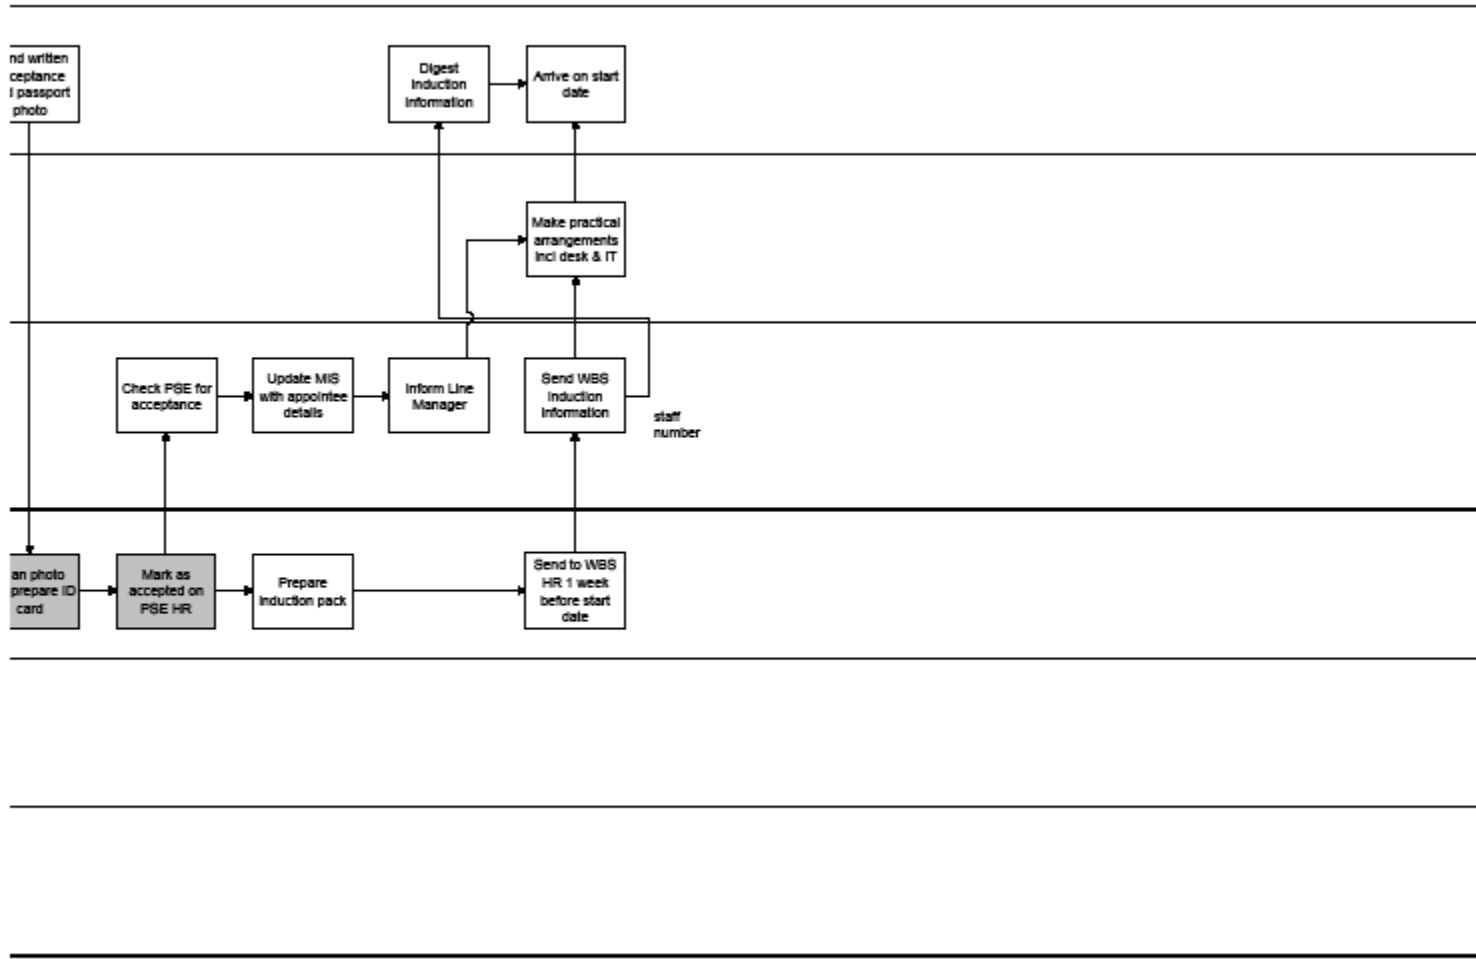 nd written
ceptance
passport
photo
Digest
Induction
Information
Arrive on start
date
Make practical
arrangements
incl desk & IT
Check PSE for
acceptance
Update MIS
with appointee
details
Inform Line
Manager
Send WBS
Induction
Information
staff
number
an photo
prepare ID
card
Mark as
accepted on
PSE HR
Prepare
Induction pack
Send to WBS
HR 1 week
before start
date